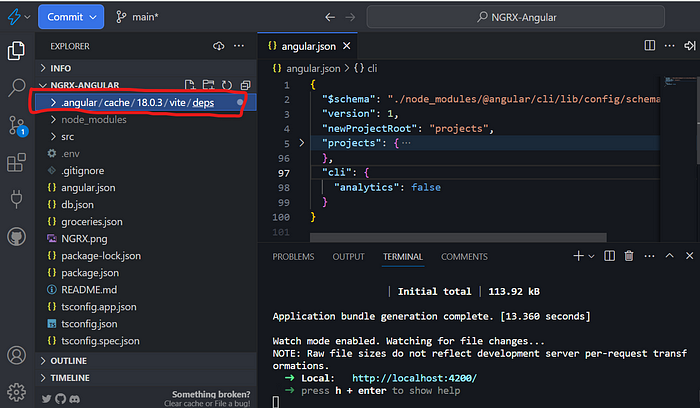 Commit
main*
NGRX-Angular
EXPLORER
INFO
NGRX-ANGULAR
.angular / cache / 18.0.3 / vite / deps
node_modules
src
.env
.gitignore
angular.json
db.json
groceries.json
NGRX.png
package-lock.json
package.json
README.md
tsconfig.app.json
tsconfig.json
tsconfig.spec.json
OUTLINE
TIMELINE
Something broken?
Clear cache or File a bug!
1
{} angular.json
{} angular.json > {} cli
1 {
2 "$schema": "./node_modules/@angular/cli/lib/config/schema
3 "version": 1,
4 "newProjectRoot": "projects",
5 "projects": { ...
96 },
97 "cli": {
98 "analytics": false
99 }
100 }
101
PROBLEMS OUTPUT TERMINAL COMMENTS
| Initial total | 113.92 kB
Application bundle generation complete. [13.360 seconds]
Watch mode enabled. Watching for file changes...
NOTE: Raw file sizes do not reflect development server per-request transf
ormations.
➜ Local: http://localhost:4200/
➜ press h + enter to show help